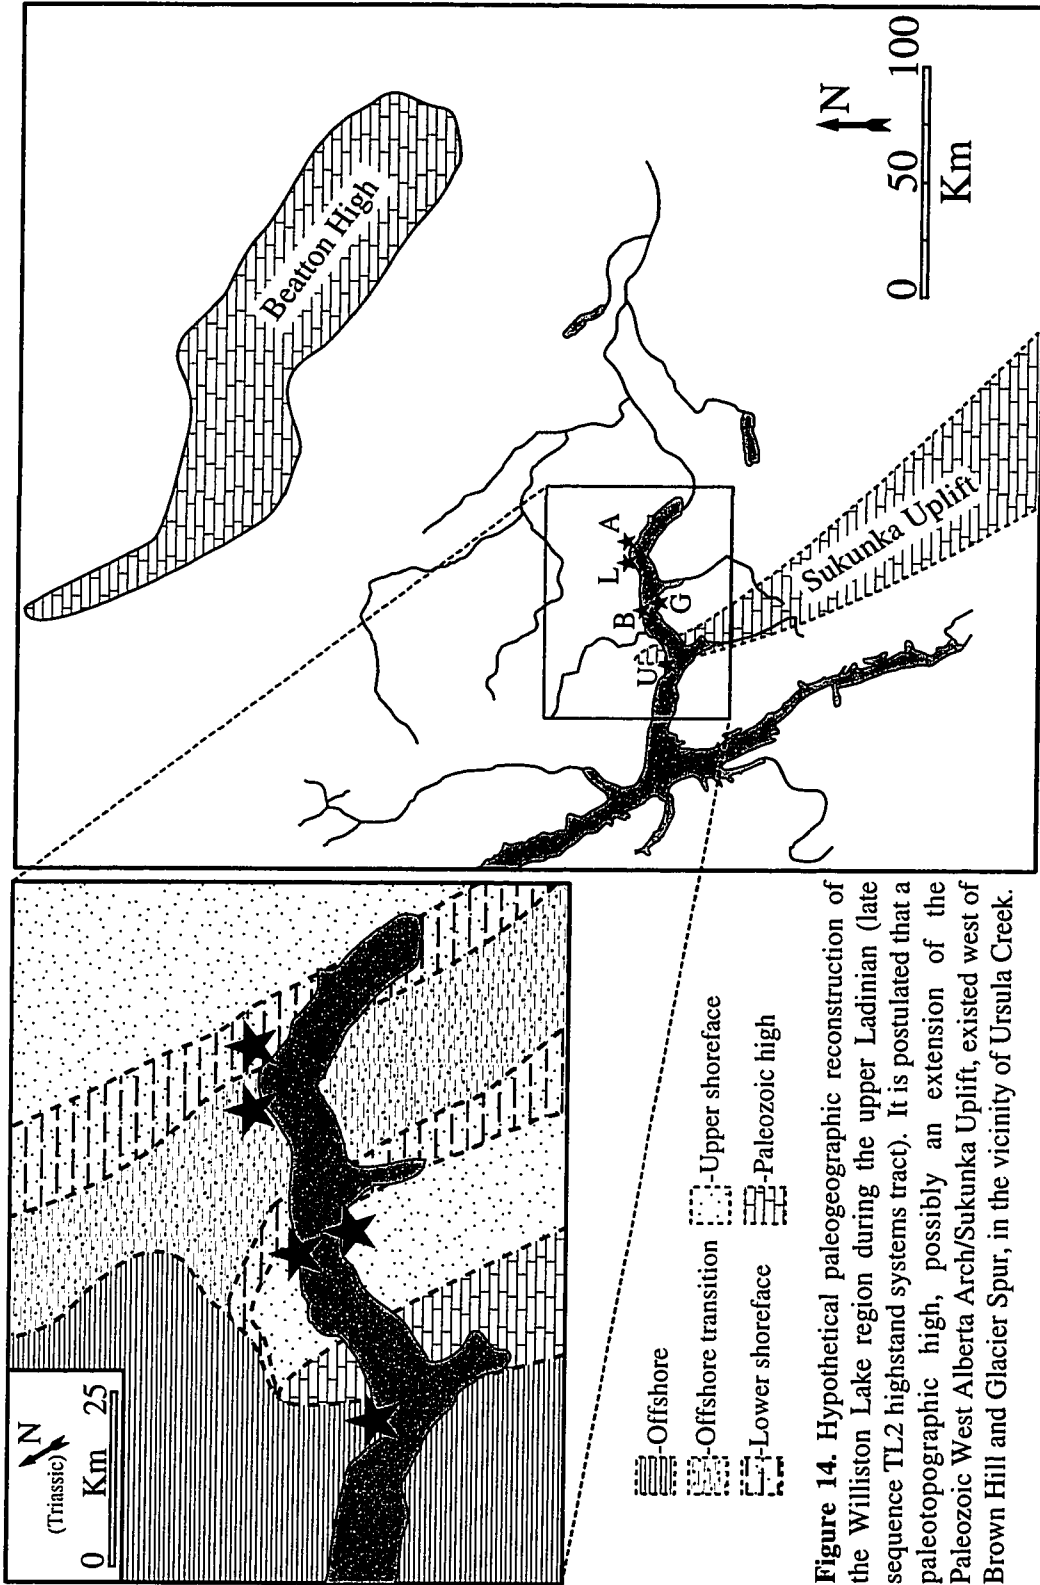 N
(Triassic)
0 Km 25
Beatton High
Sukunka Uplift
U
B
G
L
A
N
0 50 100
Km
-Offshore
-Offshore transition
-Lower shoreface
-Upper shoreface
-Paleozoic high
Figure 14. Hypothetical paleogeographic reconstruction of
the Williston Lake region during the upper Ladinian (late
sequence TL2 highstand systems tract). It is postulated that a
paleotopographic high, possibly an extension of the
Paleozoic West Alberta Arch/Sukunka Uplift, existed west of
Brown Hill and Glacier Spur, in the vicinity of Ursula Creek.